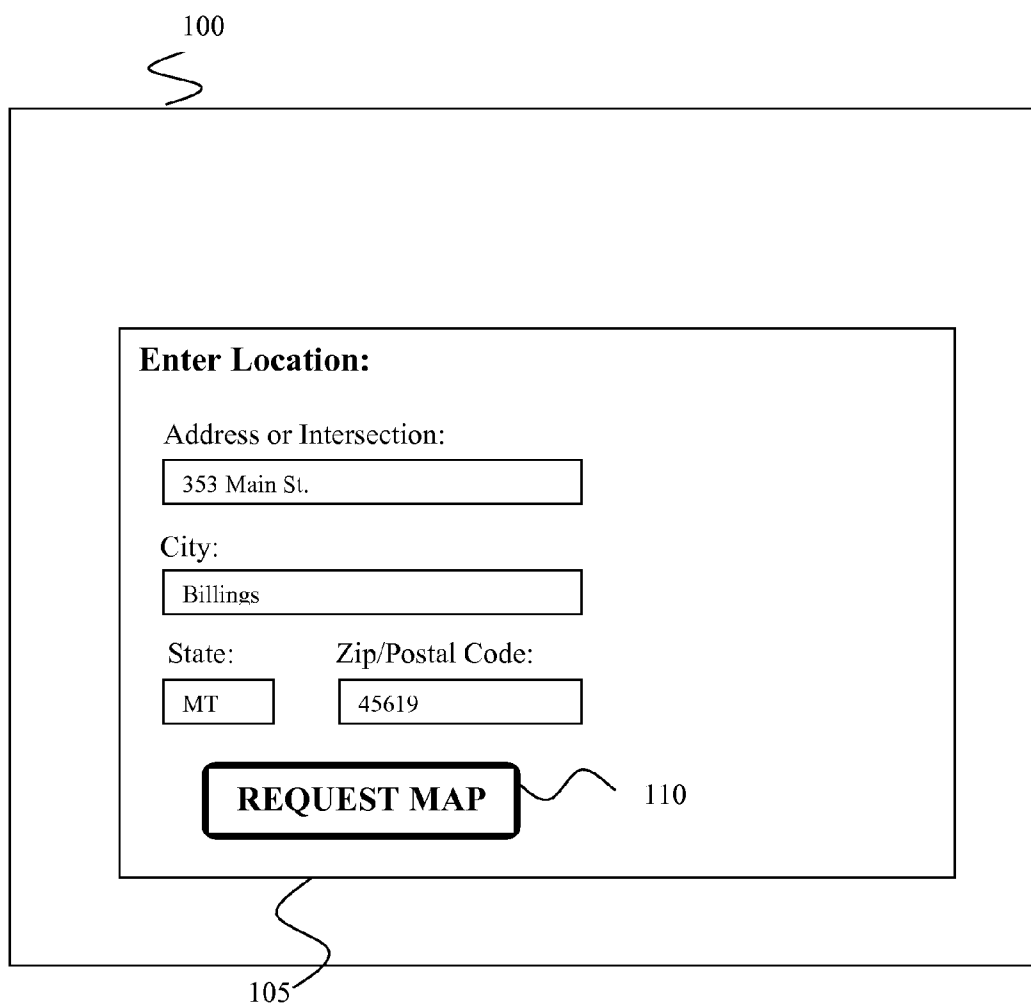 100
Enter Location:
Address or Intersection:
353 Main St.
City:
Billings
State: Zip/Postal Code:
MT 45619
REQUEST MAP 110
105